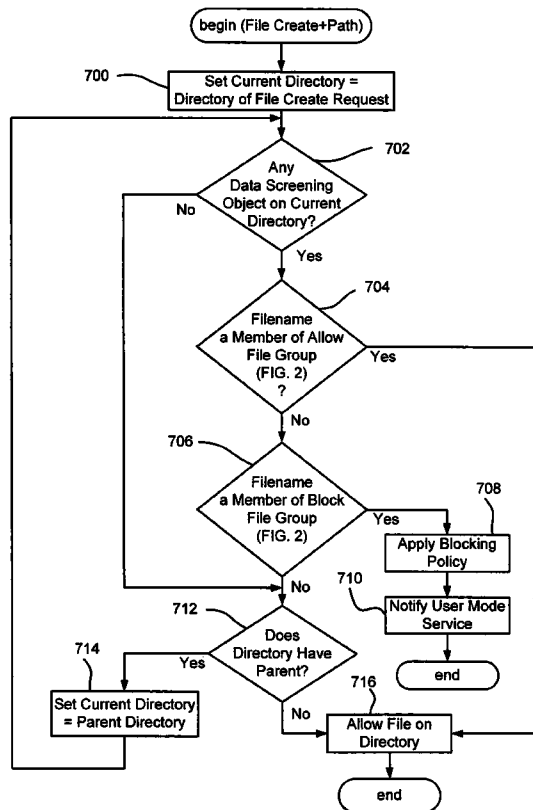 begin (File Create+Path)
700
Set Current Directory =
Directory of File Create Request
702
Any
Data Screening
Object on Current
Directory?
No
Yes
704
Filename
a Member of Allow
File Group
(FIG. 2)
?
Yes
No
706
Filename
a Member of Block
File Group
(FIG. 2)
Yes
708
Apply Blocking
Policy
No
710
Notify User Mode
Service
712
Does
Directory Have
Parent?
end
Yes
714
Set Current Directory
= Parent Directory
No
716
Allow File on
Directory
end